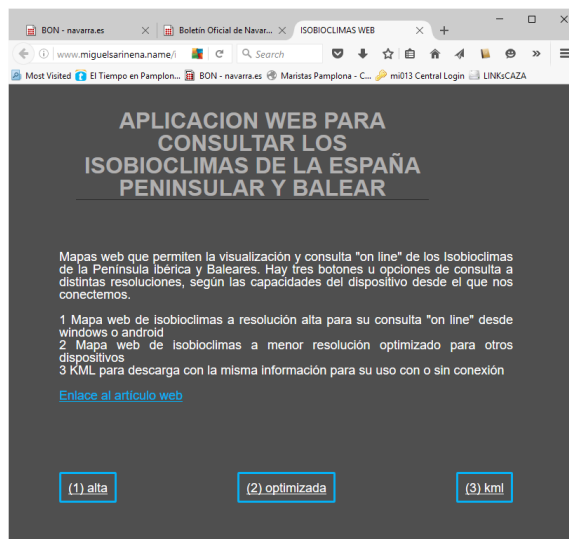 BON - navarra.es
Boletín Oficial de Navar...
ISOBIOCLIMAS WEB
www.miguelsarinena.name/i
Search
Most Visited
El Tiempo en Pamplon...
BON - navarra.es
Maristas Pamplona - C...
mi013 Central Login
LINKsCAZA
APLICACION WEB PARA
CONSULTAR LOS
ISOBIOCLIMAS DE LA ESPAÑA
PENINSULAR Y BALEAR
Mapas web que permiten la visualización y consulta "on line" de los Isobioclimas
de la Península ibérica y Baleares. Hay tres botones u opciones de consulta a
distintas resoluciones, según las capacidades del dispositivo desde el que nos
conectemos.
1 Mapa web de isobioclimas a resolución alta para su consulta "on line" desde
windows o android
2 Mapa web de isobioclimas a menor resolución optimizado para otros
dispositivos
3 KML para descarga con la misma información para su uso con o sin conexión
Enlace al artículo web
(1) alta
(2) optimizada
(3) kml